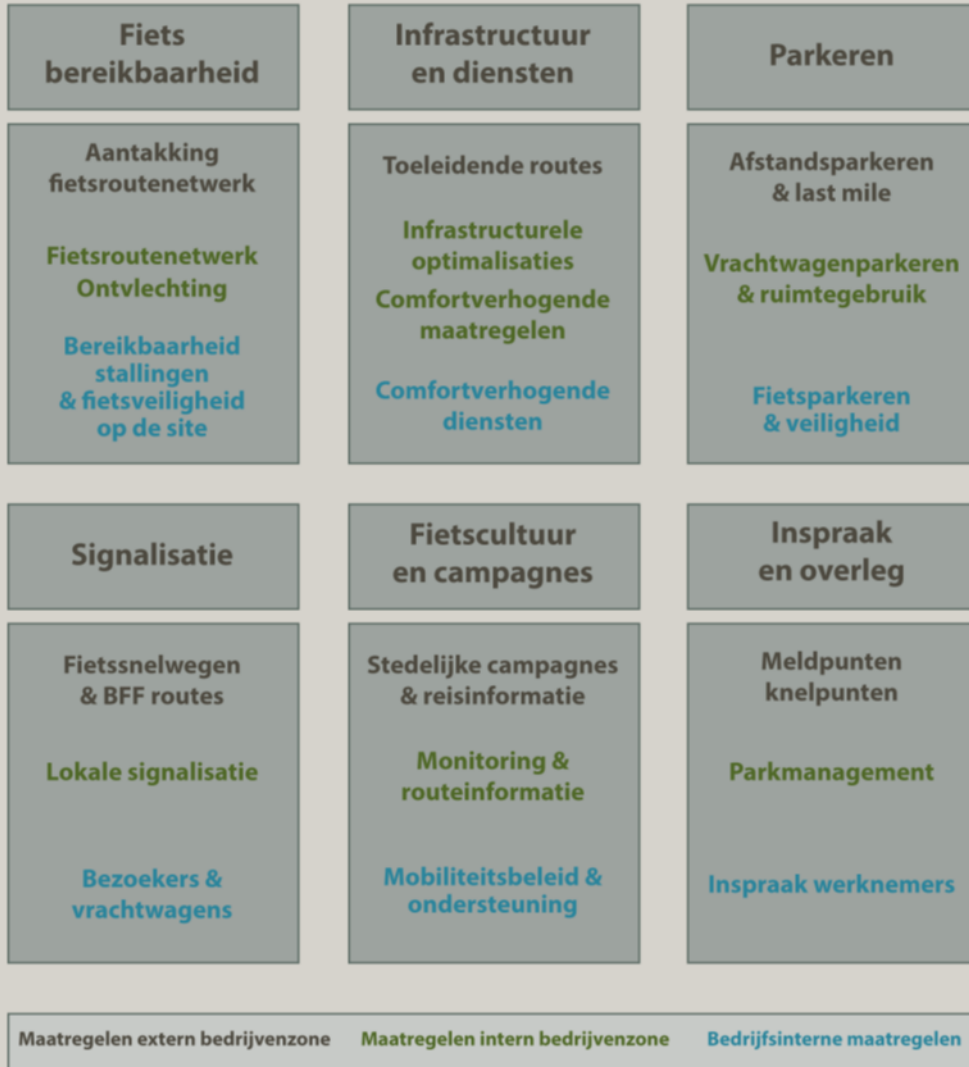 Fiets
bereikbaarheid
Aantakking
fietsroutenetwerk
Fietsroutenetwerk
Ontvlechting
Bereikbaarheid
stallingen
& fietsveiligheid
op de site
Infrastructuur
en diensten
Toeleidende routes
Infrastructurele
optimalisaties
Comfortverhogende
maatregelen
Comfortverhogende
diensten
Parkeren
Afstandsparkeren
& last mile
Vrachtwagenparkeren
& ruimtegebruik
Fietsparkeren
& veiligheid
Signalisatie
Fietssnelwegen
& BFF routes
Lokale signalisatie
Bezoekers &
vrachtwagens
Fietscultuur
en campagnes
Stedelijke campagnes
& reisinformatie
Monitoring &
routeinformatie
Mobiliteitsbeleid &
ondersteuning
Inspraak
en overleg
Meldpunten
knelpunten
Parkmanagement
Inspraak werknemers
Maatregelen extern bedrijvenzone
Maatregelen intern bedrijvenzone
Bedrijfsinterne maatregelen